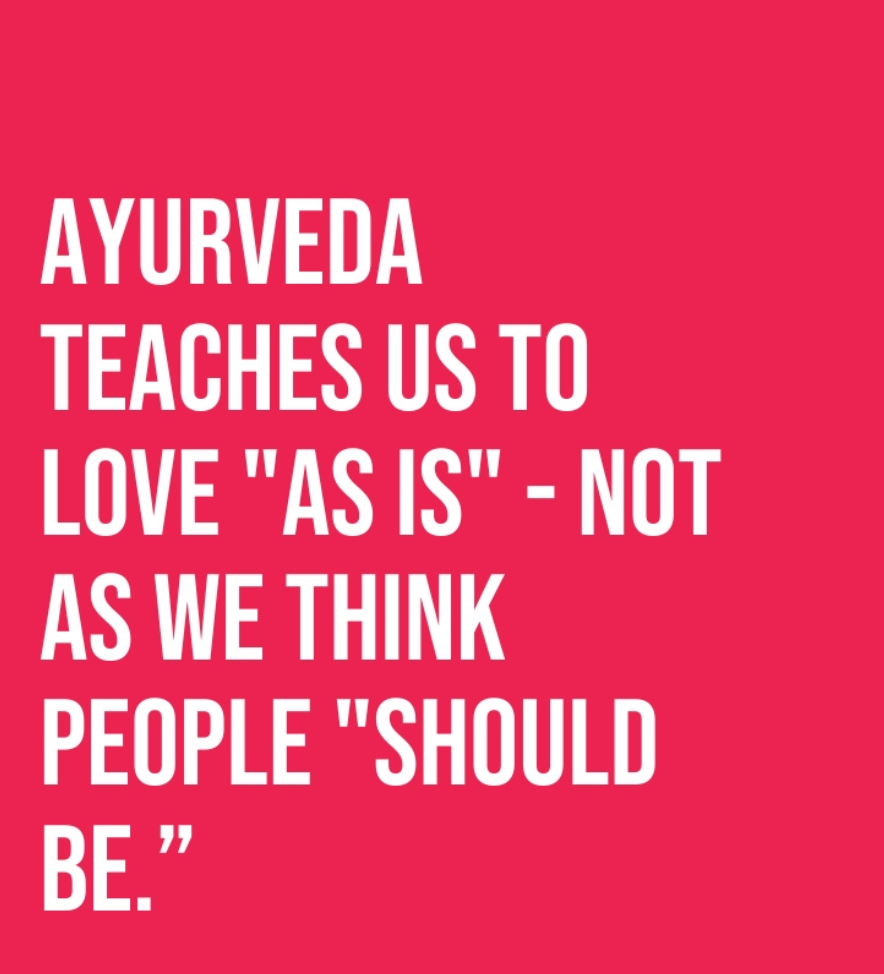 AYURVEDA
TEACHES US TO
LOVE "AS IS" - NOT
AS WE THINK
PEOPLE "SHOULD
BE.”